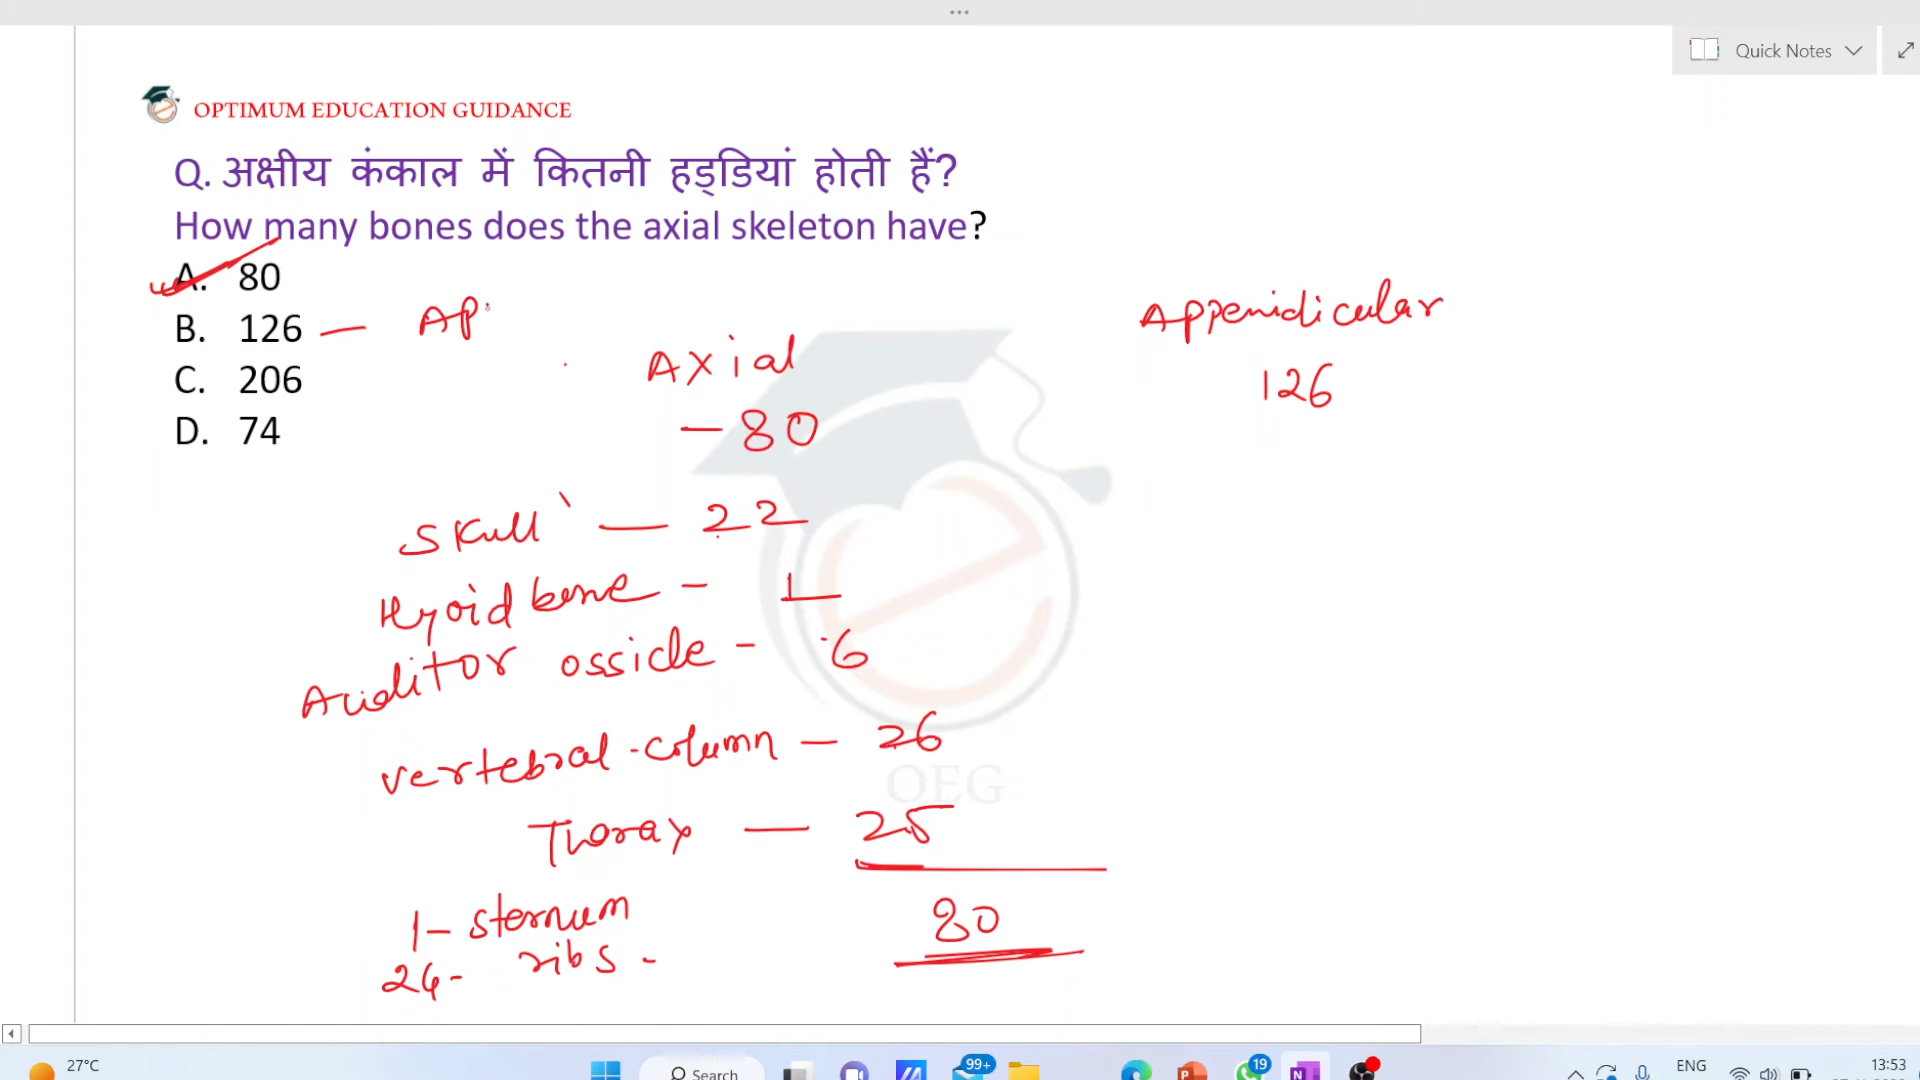 Quick Notes
OPTIMUM EDUCATION GUIDANCE
Q. अक्षीय कंकाल में कितनी हड्डियां होती हैं?
How many bones does the axial skeleton have?
A. 80
B. 126 — AP
C. 206
D. 74
Axial
- 80
Appenidicular
126
Skull — 22
Hyoid bone - 1
Auditor ossicle - 6
vertebral-column - 26
OEG
Thorax — 25
80
1- sternum
24- ribs -
27°C
Search
99+
19
ENG
13:53